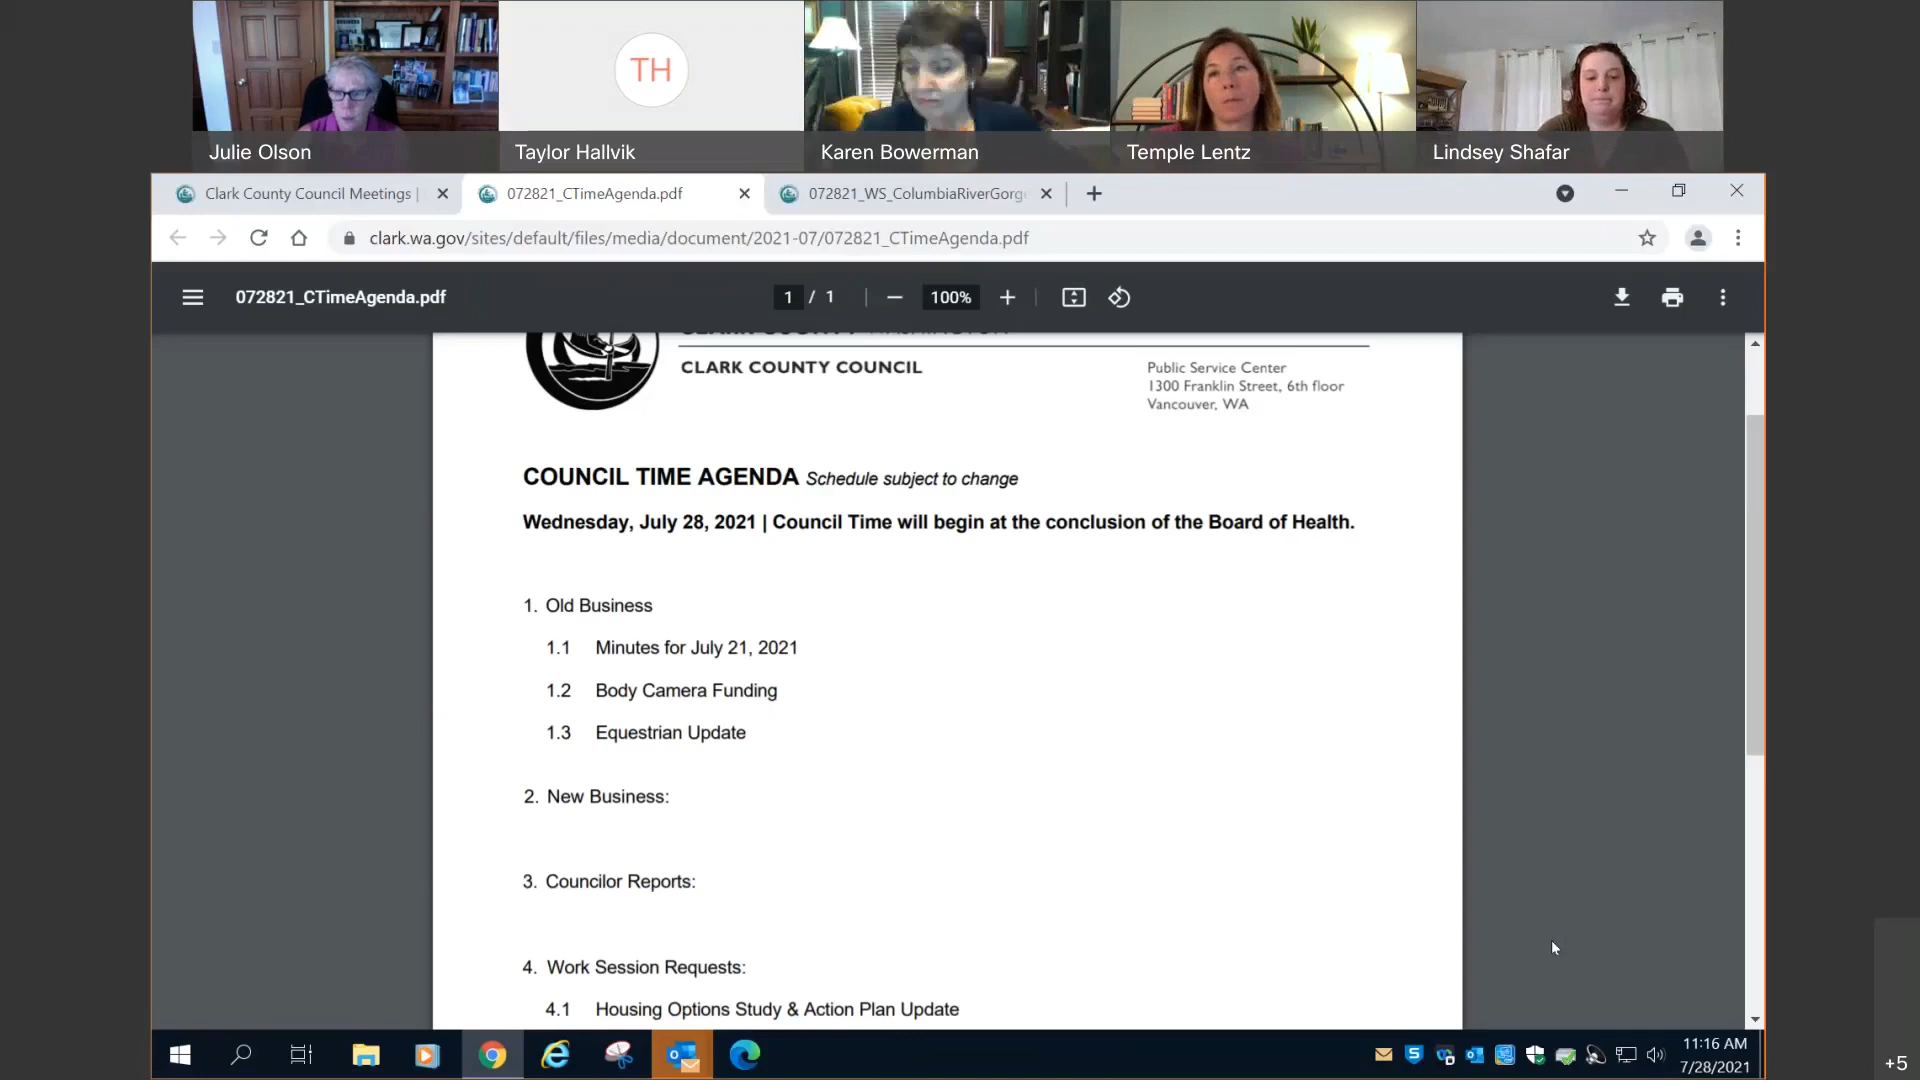 TH
Julie Olson
Taylor Hallvik
Karen Bowerman
Temple Lentz
Lindsey Shafar
Clark County Council Meetings |
072821_CTimeAgenda.pdf
072821_WS_ColumbiaRiverGorg
clark.wa.gov/sites/default/files/media/document/2021-07/072821_CTimeAgenda.pdf
072821_CTimeAgenda.pdf
1 / 1
100%
CLARK COUNTY WASHINGTON
CLARK COUNTY COUNCIL
Public Service Center
1300 Franklin Street, 6th floor
Vancouver, WA
COUNCIL TIME AGENDA Schedule subject to change
Wednesday, July 28, 2021 | Council Time will begin at the conclusion of the Board of Health.
1. Old Business
1.1 Minutes for July 21, 2021
1.2 Body Camera Funding
1.3 Equestrian Update
2. New Business:
3. Councilor Reports:
4. Work Session Requests:
4.1 Housing Options Study & Action Plan Update
11:16 AM
7/28/2021
+5